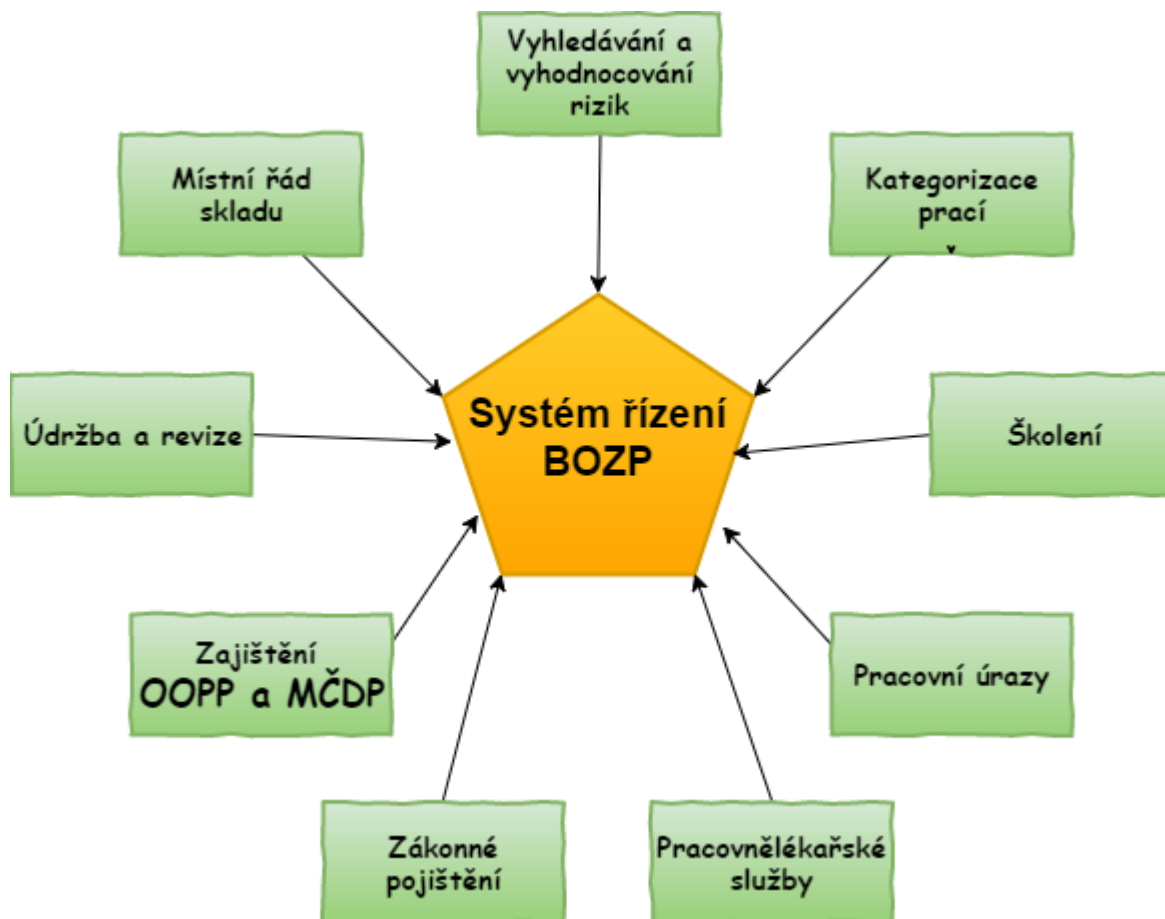 Vyhledávání a
vyhodnocování
rizik
Místní řád
skladu
Kategorizace
prací
Systém řízení
BOZP
Údržba a revize
Školení
Zajištění
OOPP a MČDP
Pracovní úrazy
Zákonné
pojištění
Pracovnělékařské
služby